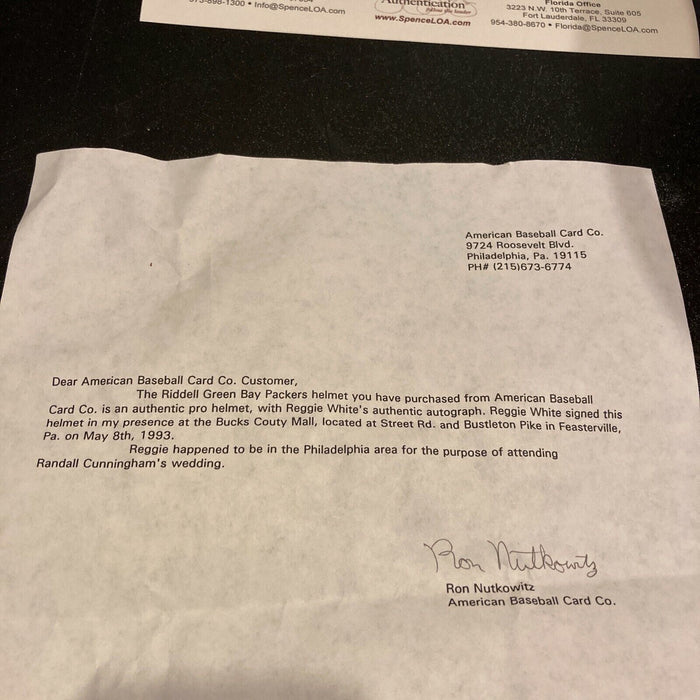 Info@SpenceLOA.com
Authentication
www.SpenceLOA.com
Florida Office
3223 N.W. 10th Terrace, Suite 605
Fort Lauderdale, FL 33309
954-380-8670 • Florida@SpenceLOA.com
American Baseball Card Co.
9724 Roosevelt Blvd.
Philadelphia, Pa. 19115
PH# (215)673-6774
Dear American Baseball Card Co. Customer,
The Riddell Green Bay Packers helmet you have purchased from American Baseball
Card Co. is an authentic pro helmet, with Reggie White's authentic autograph. Reggie White signed this
helmet in my presence at the Bucks Couty Mall, located at Street Rd. and Bustleton Pike in Feasterville,
Pa. on May 8th, 1993.
Reggie happened to be in the Philadelphia area for the purpose of attending
Randall Cunningham's wedding.
Ron Nutkowitz
Ron Nutkowitz
American Baseball Card Co.